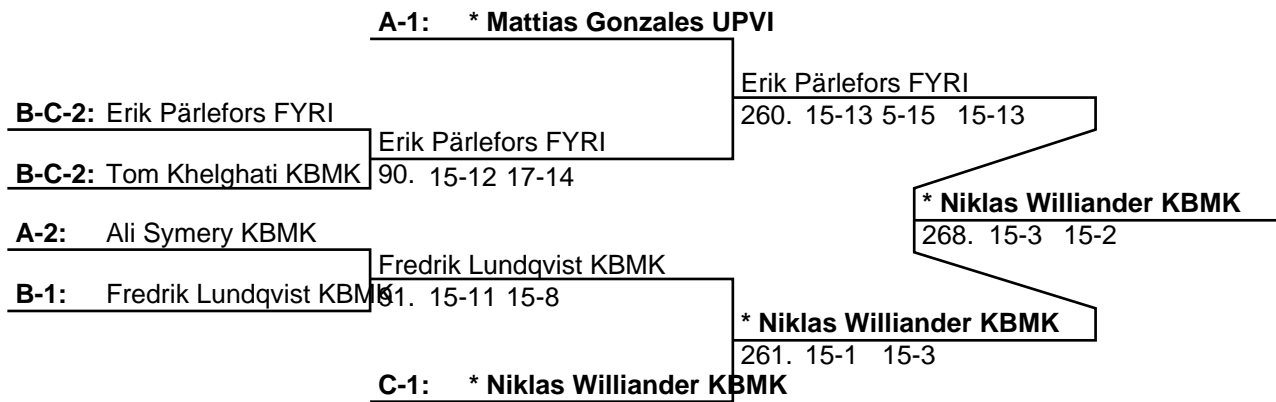 A-1: * Mattias Gonzales UPVI
Erik Pärlefors FYRI
260. 15-13 5-15 15-13
B-C-2: Erik Pärlefors FYRI
Erik Pärlefors FYRI
90. 15-12 17-14
B-C-2: Tom Khelghati KBMK
* Niklas Williander KBMK
268. 15-3 15-2
A-2: Ali Symery KBMK
Fredrik Lundqvist KBMK
91. 15-11 15-8
B-1: Fredrik Lundqvist KBMK
* Niklas Williander KBMK
261. 15-1 15-3
C-1: * Niklas Williander KBMK